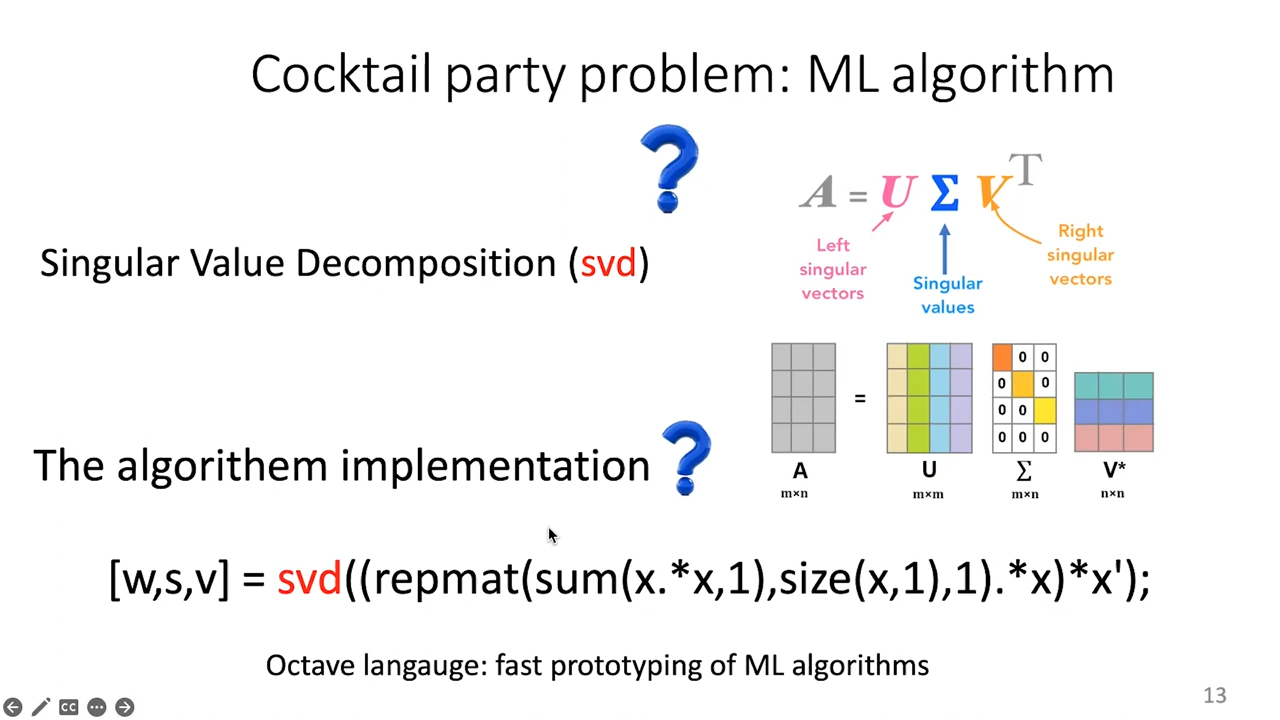 Cocktail party problem: ML algorithm
A = U Σ V^T
Left
singular
vectors
Singular
values
Right
singular
vectors
Singular Value Decomposition (svd)
0 0
0 0
0 0
0 0 0
=
A
m×n
U
m×m
Σ
m×n
V*
n×n
The algorithem implementation
[w,s,v] = svd((repmat(sum(x.*x,1),size(x,1),1).*x)*x');
Octave langauge: fast prototyping of ML algorithms
CC
13